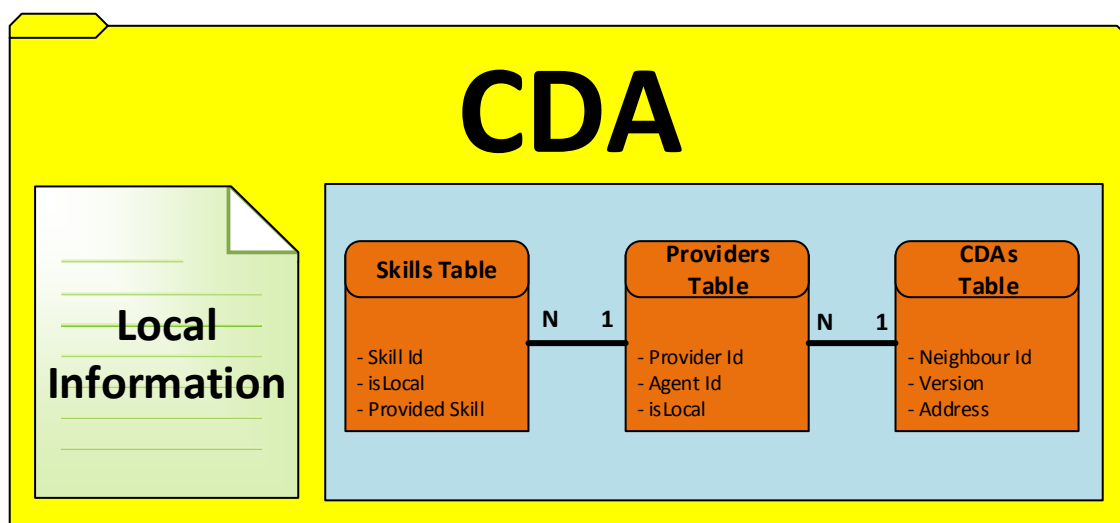 CDA
Local
Information
Skills Table
- Skill Id
- isLocal
- Provided Skill
N 1
Providers
Table
- Provider Id
- Agent Id
- isLocal
N 1
CDAs
Table
- Neighbour Id
- Version
- Address